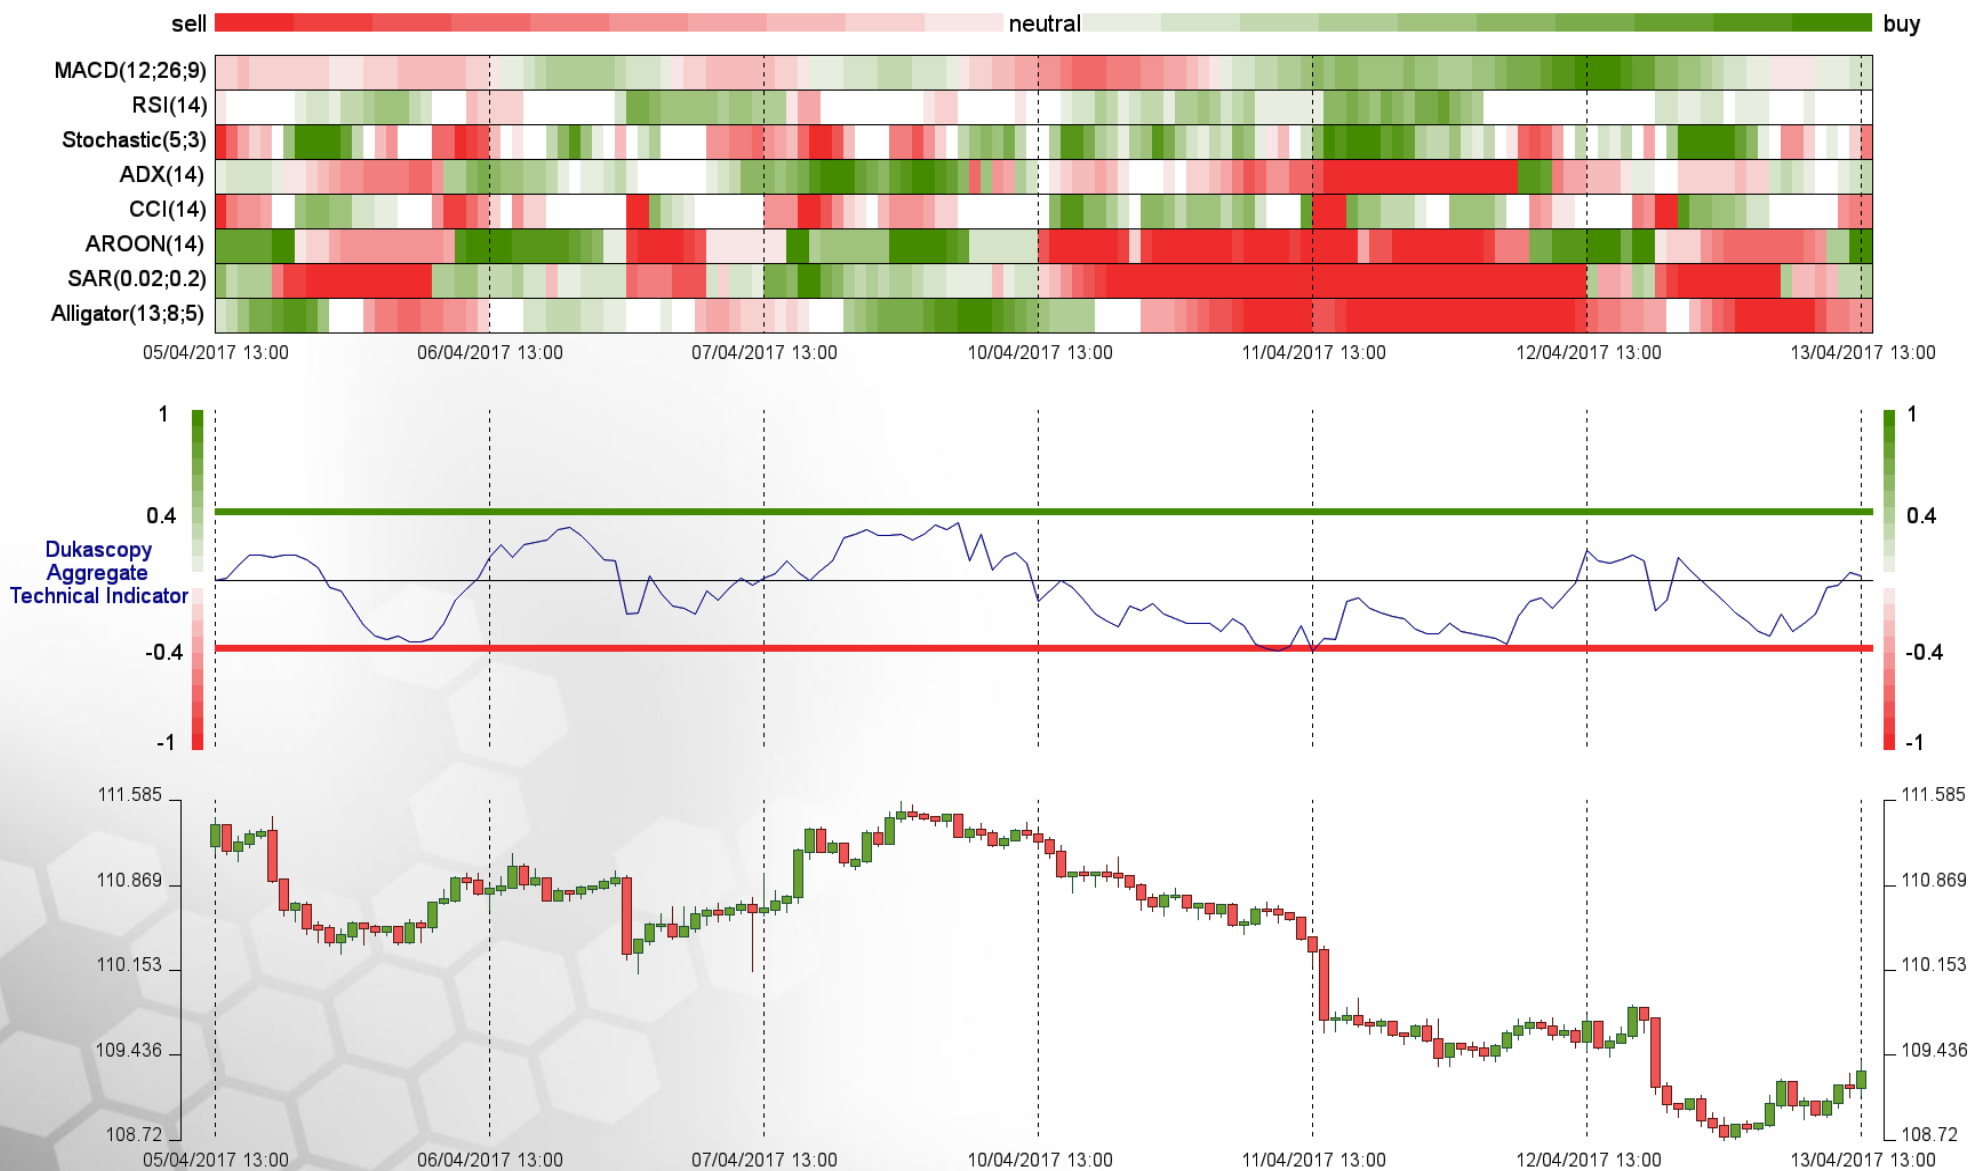 sell neutral buy
MACD(12;26;9)
RSI(14)
Stochastic(5;3)
ADX(14)
CCI(14)
AROON(14)
SAR(0.02;0.2)
Alligator(13;8;5)
05/04/2017 13:00 06/04/2017 13:00 07/04/2017 13:00 10/04/2017 13:00 11/04/2017 13:00 12/04/2017 13:00 13/04/2017 13:00
1 1
0.4 0.4
Dukascopy
Aggregate
Technical Indicator
-0.4 -0.4
-1 -1
111.585 111.585
110.869 110.869
110.153 110.153
109.436 109.436
108.72 108.72
05/04/2017 13:00 06/04/2017 13:00 07/04/2017 13:00 10/04/2017 13:00 11/04/2017 13:00 12/04/2017 13:00 13/04/2017 13:00